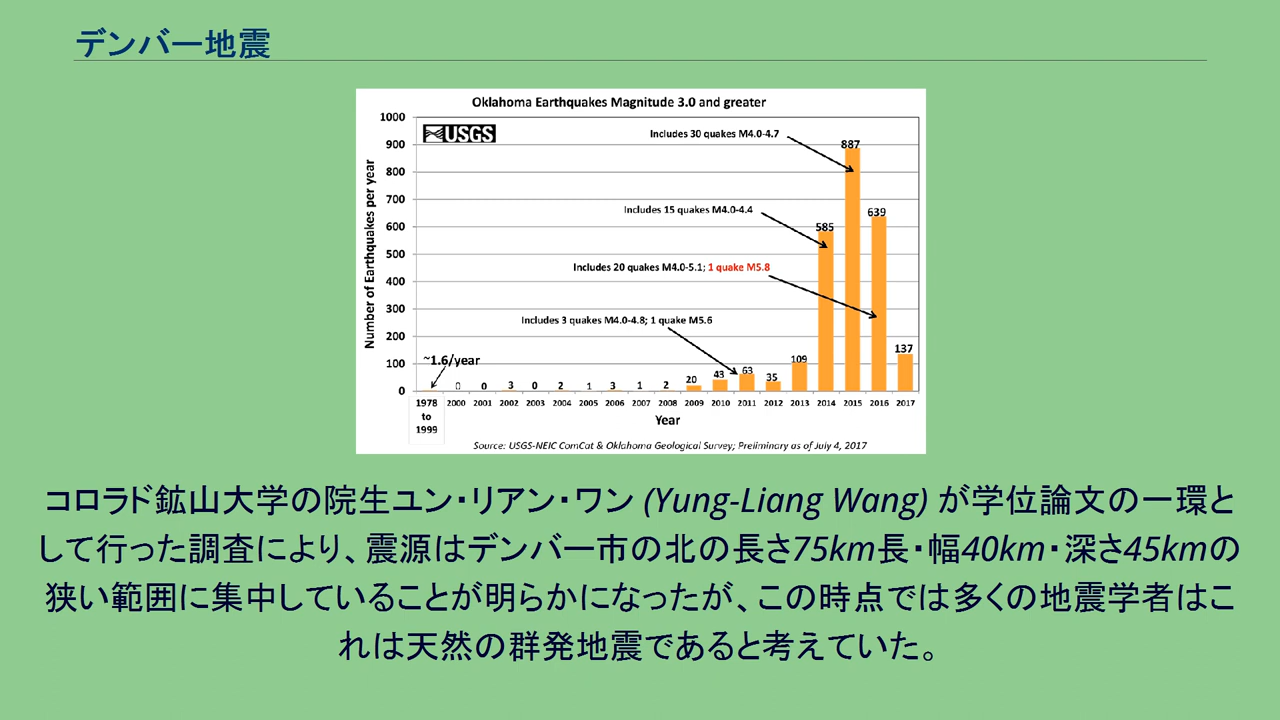 デンバー地震
Oklahoma Earthquakes Magnitude 3.0 and greater
USGS
Number of Earthquakes per year
1000
900
800
700
600
500
400
300
200
100
0
Includes 30 quakes M4.0-4.7
Includes 15 quakes M4.0-4.4
Includes 20 quakes M4.0-5.1; 1 quake M5.8
Includes 3 quakes M4.0-4.8; 1 quake M5.6
~1.6/year
0 0 3 0 2 1 3 1 2 20 43 63 35 109 585 887 639 137
1978 to 1999 2000 2001 2002 2003 2004 2005 2006 2007 2008 2009 2010 2011 2012 2013 2014 2015 2016 2017
Year
Source: USGS-NEIC ComCat & Oklahoma Geological Survey; Preliminary as of July 4, 2017
コロラド鉱山大学の院生ユン・リアン・ワン (Yung-Liang Wang) が学位論文の一環と
して行った調査により、震源はデンバー市の北の長さ75km長・幅40km・深さ45kmの
狭い範囲に集中していることが明らかになったが、この時点では多くの地震学者はこ
れは天然の群発地震であると考えていた。